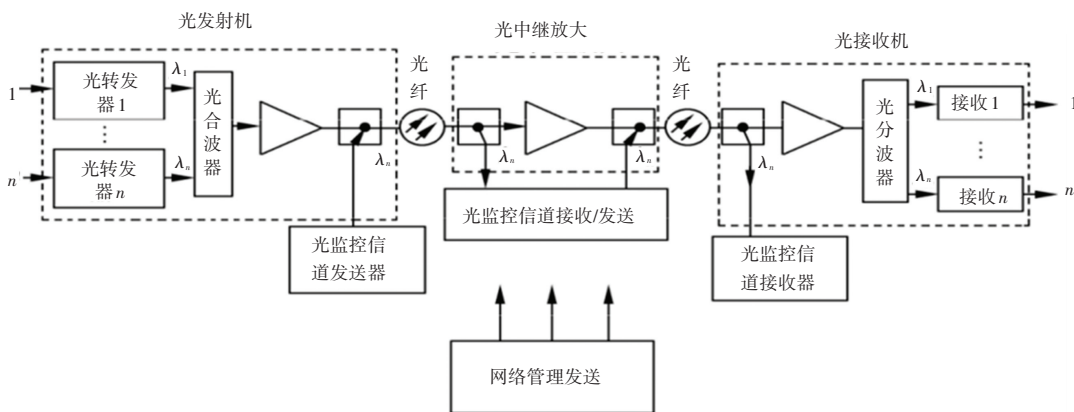 光发射机
光中继放大
光接收机
1
光转发
器1
λ1
⋮
n
光转发器
器n
λn
光
合
波
器
λn
光
纤
λn
λn
光
纤
λn
光
分
波
器
λ1
接收1
1
⋮
λn
接收n
n
光监控信
道发送器
光监控信道接收/发送
光监控信
道接收器
网络管理发送